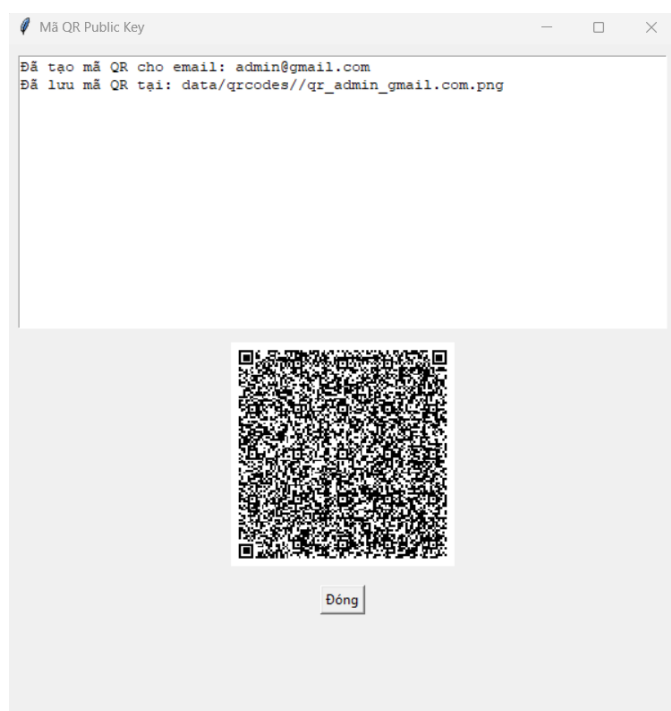 Mã QR Public Key
Đã tạo mã QR cho email: admin@gmail.com
Đã lưu mã QR tại: data/qrcodes//qr_admin_gmail.com.png
Đóng